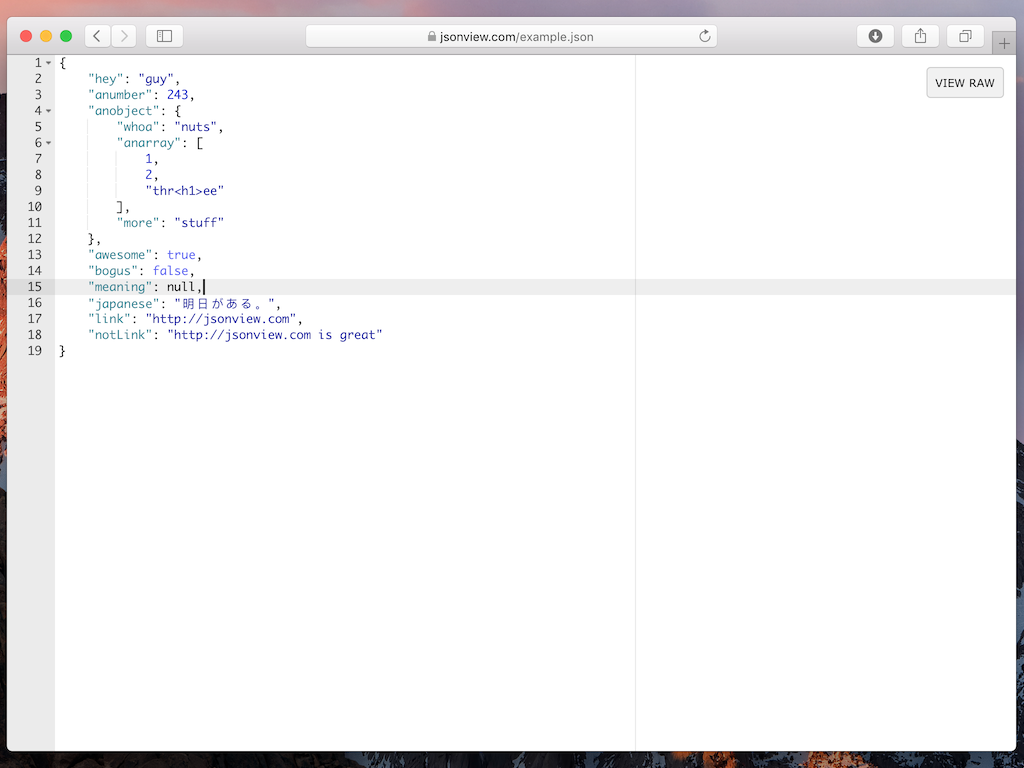 jsonview.com/example.json
VIEW RAW
1 {
2 "hey": "guy",
3 "anumber": 243,
4 "anobject": {
5 "whoa": "nuts",
6 "anarray": [
7 1,
8 2,
9 "thr<h1>ee"
10 ],
11 "more": "stuff"
12 },
13 "awesome": true,
14 "bogus": false,
15 "meaning": null,
16 "japanese": "明日がある。",
17 "link": "http://jsonview.com",
18 "notLink": "http://jsonview.com is great"
19 }